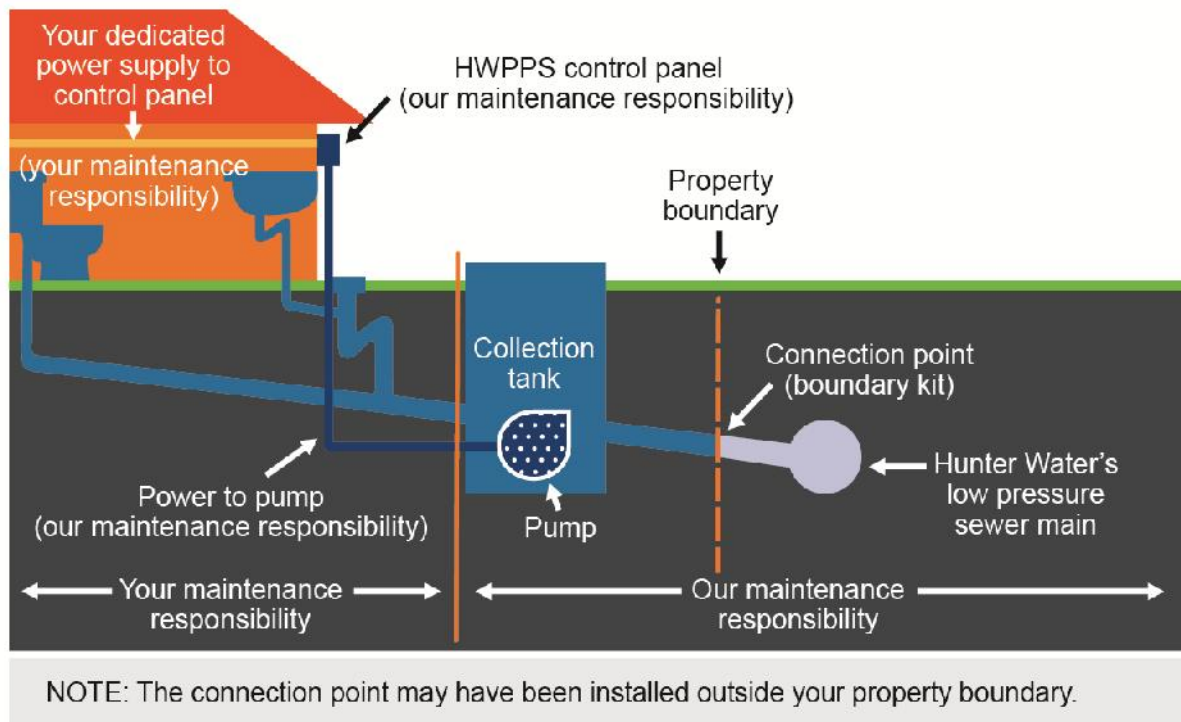 Your dedicated
power supply to
control panel
(your maintenance
responsibility)
HWPPS control panel
(our maintenance responsibility)
Property
boundary
Collection
tank
Connection point
(boundary kit)
Hunter Water's
low pressure
sewer main
Power to pump
(our maintenance responsibility)
Pump
Your maintenance
responsibility
Our maintenance
responsibility
NOTE: The connection point may have been installed outside your property boundary.